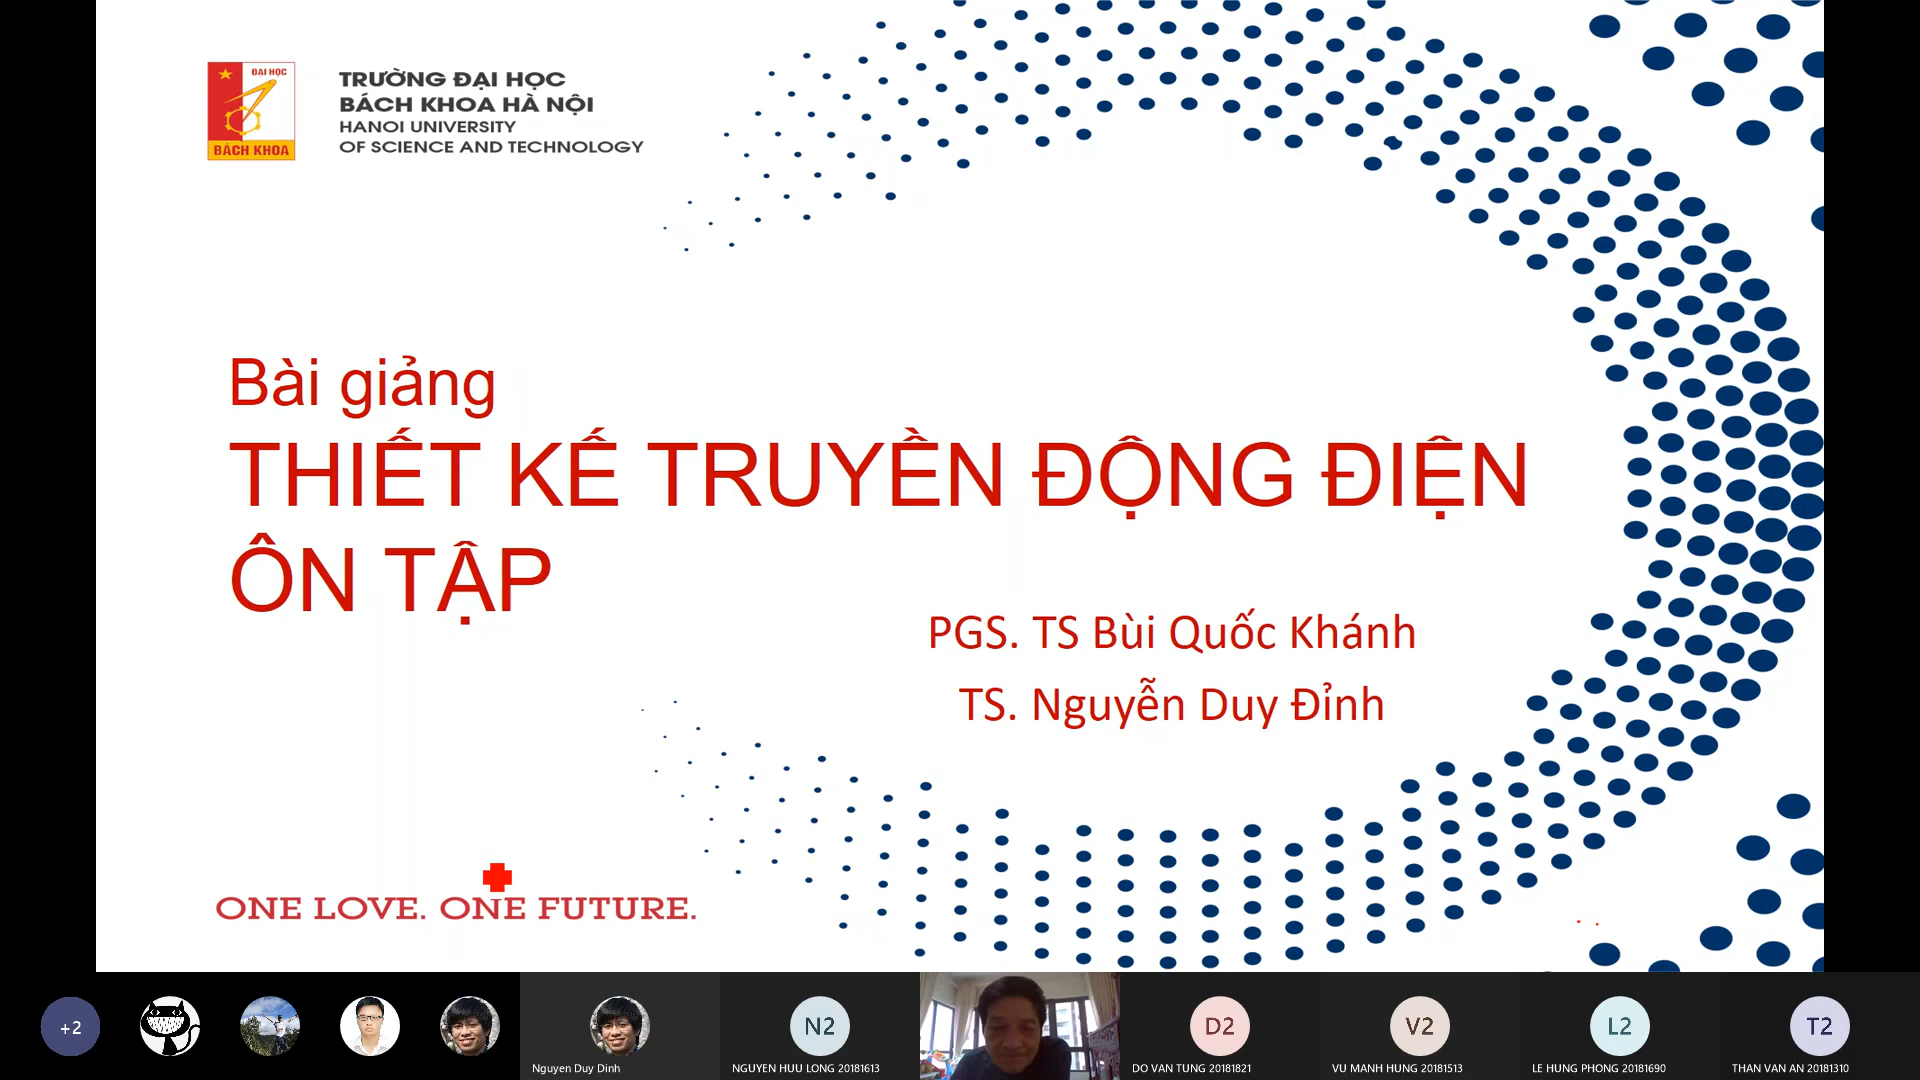 ĐẠI HỌC
BÁCH KHOA
TRƯỜNG ĐẠI HỌC
BÁCH KHOA HÀ NỘI
HANOI UNIVERSITY
OF SCIENCE AND TECHNOLOGY
Bài giảng
THIẾT KẾ TRUYỀN ĐỘNG ĐIỆN
ÔN TẬP
PGS. TS Bùi Quốc Khánh
TS. Nguyễn Duy Đỉnh
ONE LOVE. ONE FUTURE.
+2
Nguyen Duy Dinh
N2
NGUYEN HUU LONG 20181613
D2
DO VAN TUNG 20181821
V2
VU MANH HUNG 20181513
L2
LE HUNG PHONG 20181690
T2
THAN VAN AN 20181310